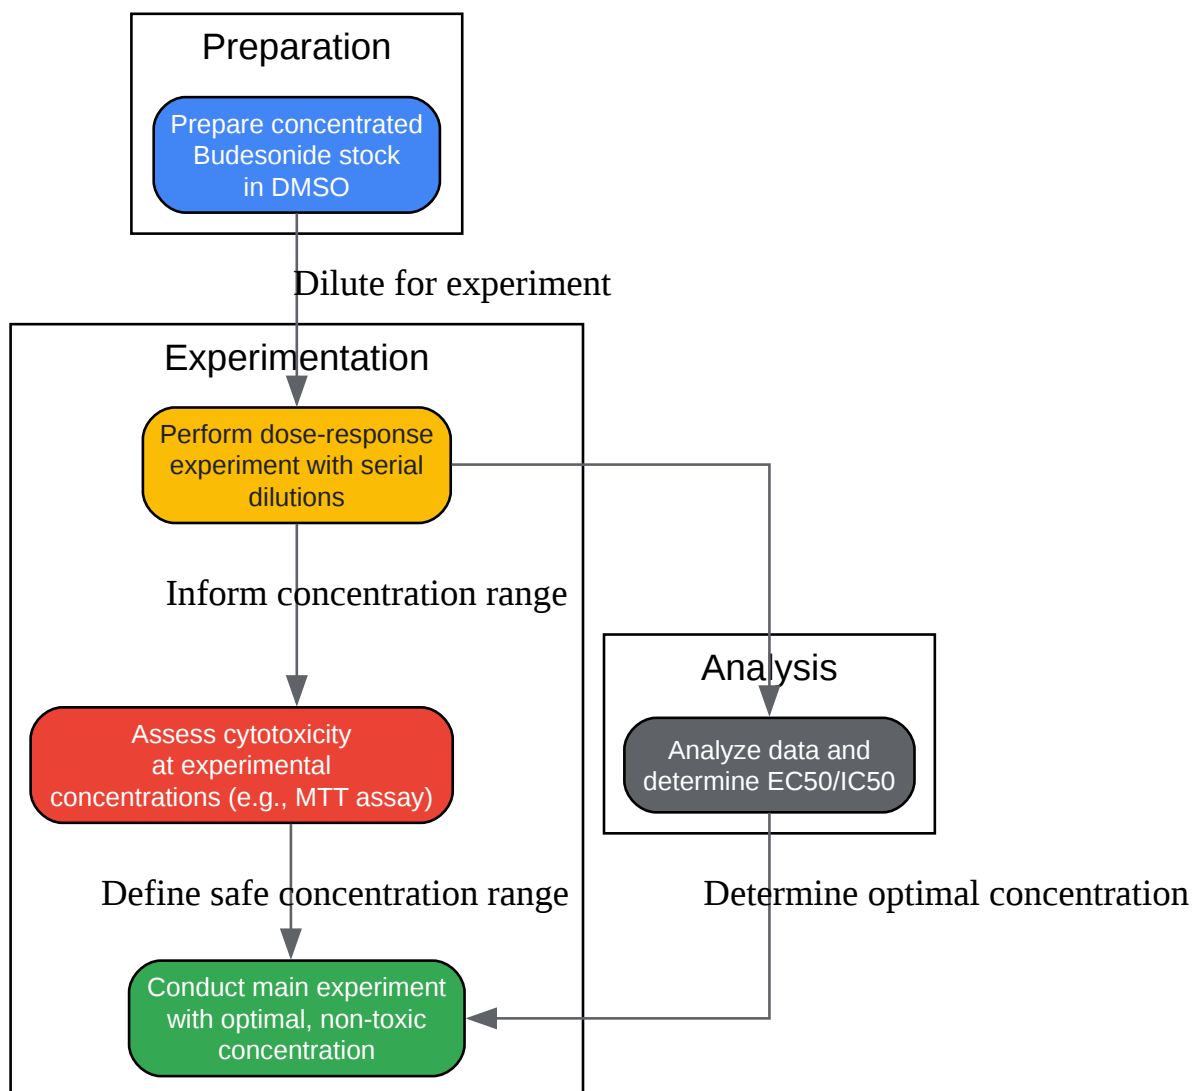 Preparation
Prepare concentrated
Budesonide stock
in DMSO
Dilute for experiment
Experimentation
Perform dose-response
experiment with serial
dilutions
Inform concentration range
Analysis
Assess cytotoxicity
at experimental
concentrations (e.g., MTT assay)
Analyze data and
determine EC50/IC50
Define safe concentration range
Determine optimal concentration
Conduct main experiment
with optimal, non-toxic
concentration